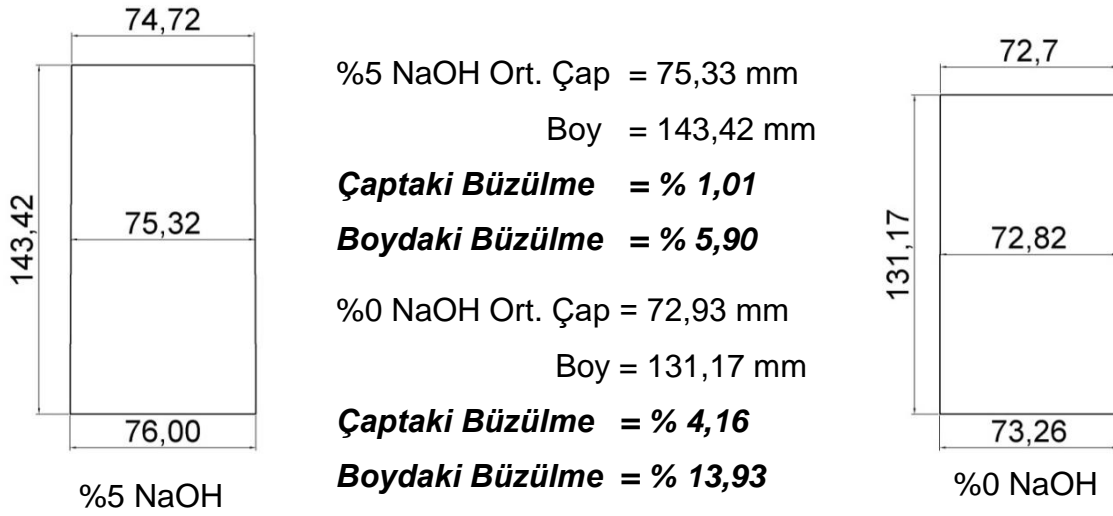 74,72
143,42
75,32
76,00
%5 NaOH
%5 NaOH Ort. Çap = 75,33 mm
Boy = 143,42 mm
Çaptaki Büzülme = % 1,01
Boydaki Büzülme = % 5,90
%0 NaOH Ort. Çap = 72,93 mm
Boy = 131,17 mm
Çaptaki Büzülme = % 4,16
Boydaki Büzülme = % 13,93
72,7
131,17
72,82
73,26
%0 NaOH